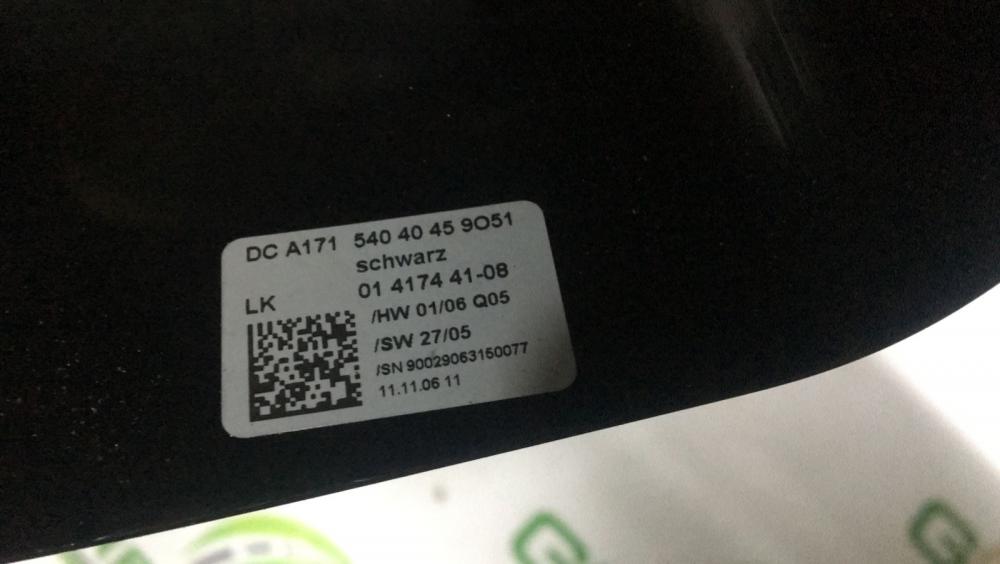 DC A171 540 40 45 9O51
schwarz
01 4174 41-08
LK
/HW 01/06 Q05
/SW 27/05
/SN 90029063150077
11.11.06 11